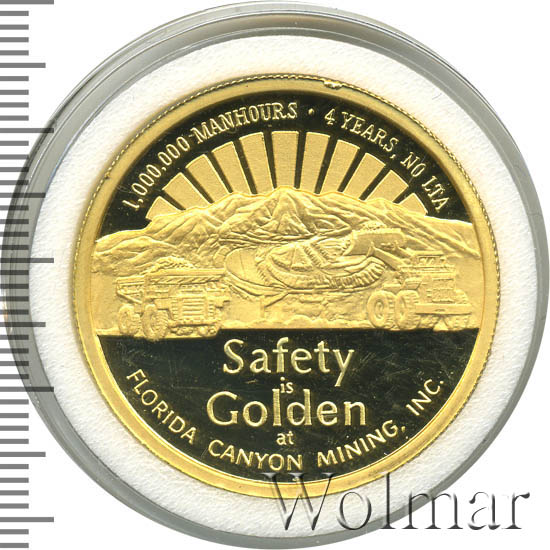 1,000,000 MANHOURS · 4 YEARS, NO LTA
Safety
is
Golden
at
FLORIDA CANYON MINING, INC.
Wolmar